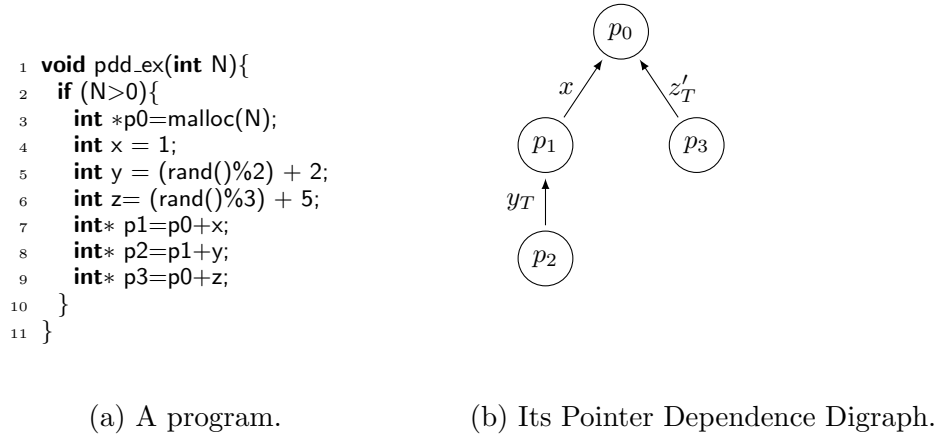 1 void pdd_ex(int N){
2 if (N>0){
3 int *p0=malloc(N);
4 int x = 1;
5 int y = (rand()%2) + 2;
6 int z= (rand()%3) + 5;
7 int* p1=p0+x;
8 int* p2=p1+y;
9 int* p3=p0+z;
10 }
11 }
(a) A program.
p₀
x z′_T
p₁ p₃
y_T
p₂
(b) Its Pointer Dependence Digraph.